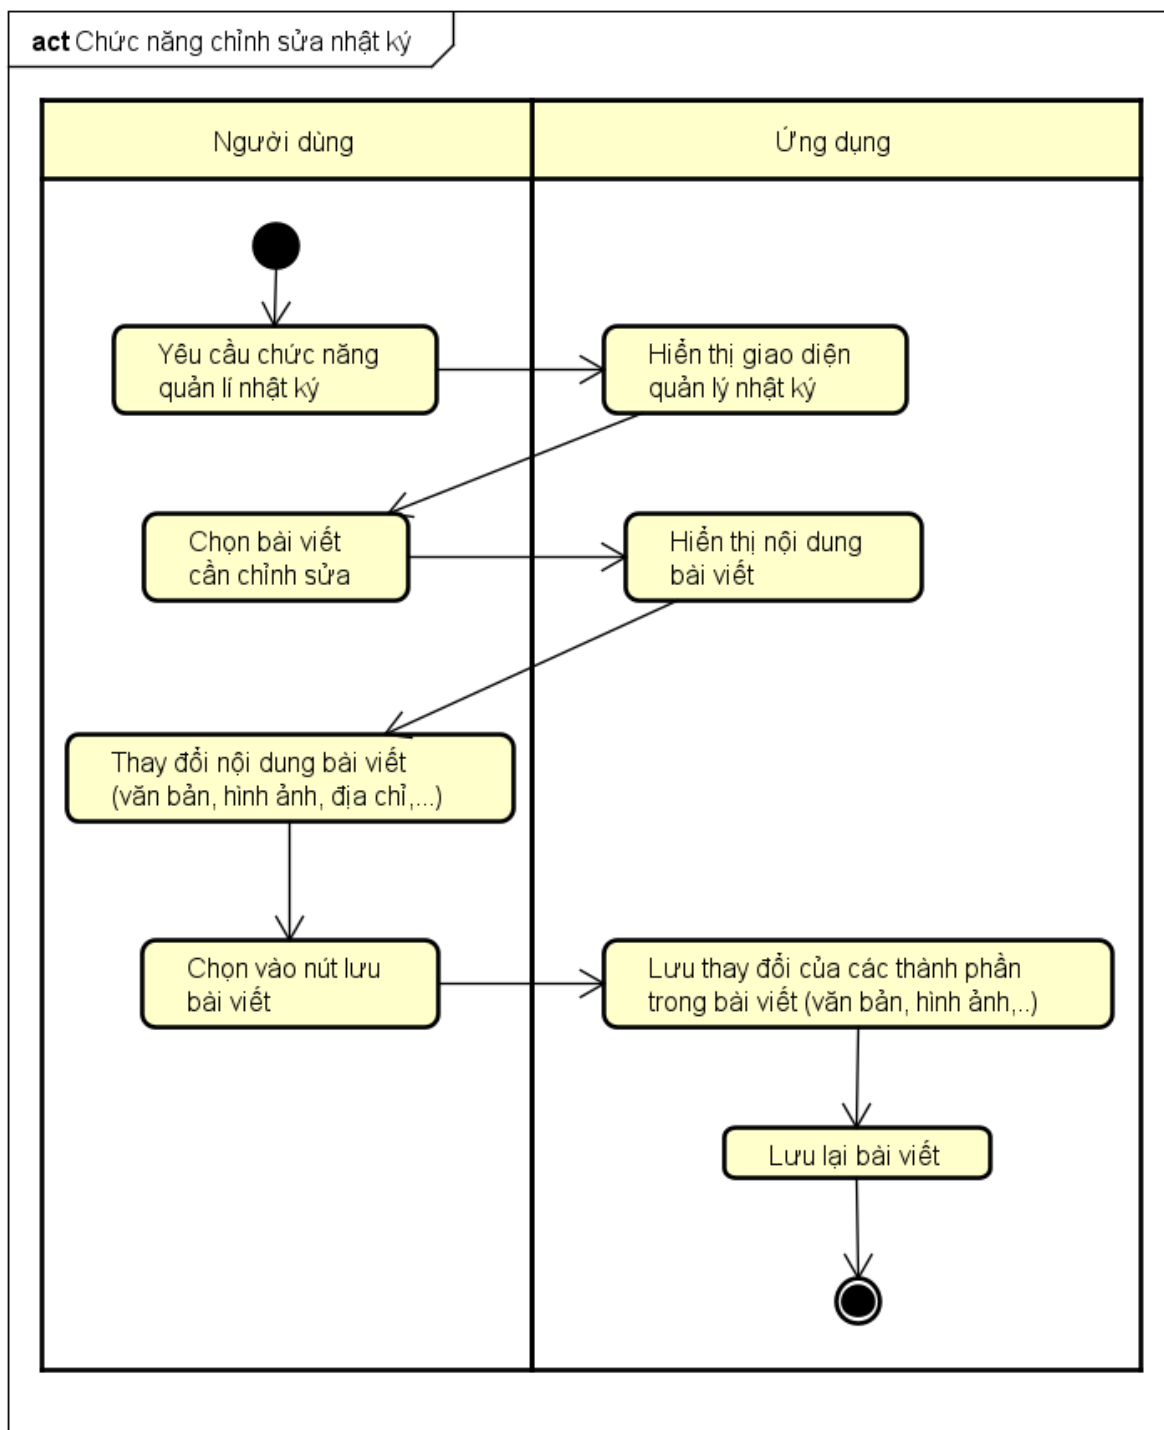 act Chức năng chỉnh sửa nhật ký
Người dùng
Ứng dụng
Yêu cầu chức năng
quản lí nhật ký
Hiển thị giao diện
quản lý nhật ký
Chọn bài viết
cần chỉnh sửa
Hiển thị nội dung
bài viết
Thay đổi nội dung bài viết
(văn bản, hình ảnh, địa chỉ,...)
Chọn vào nút lưu
bài viết
Lưu thay đổi của các thành phần
trong bài viết (văn bản, hình ảnh,..)
Lưu lại bài viết